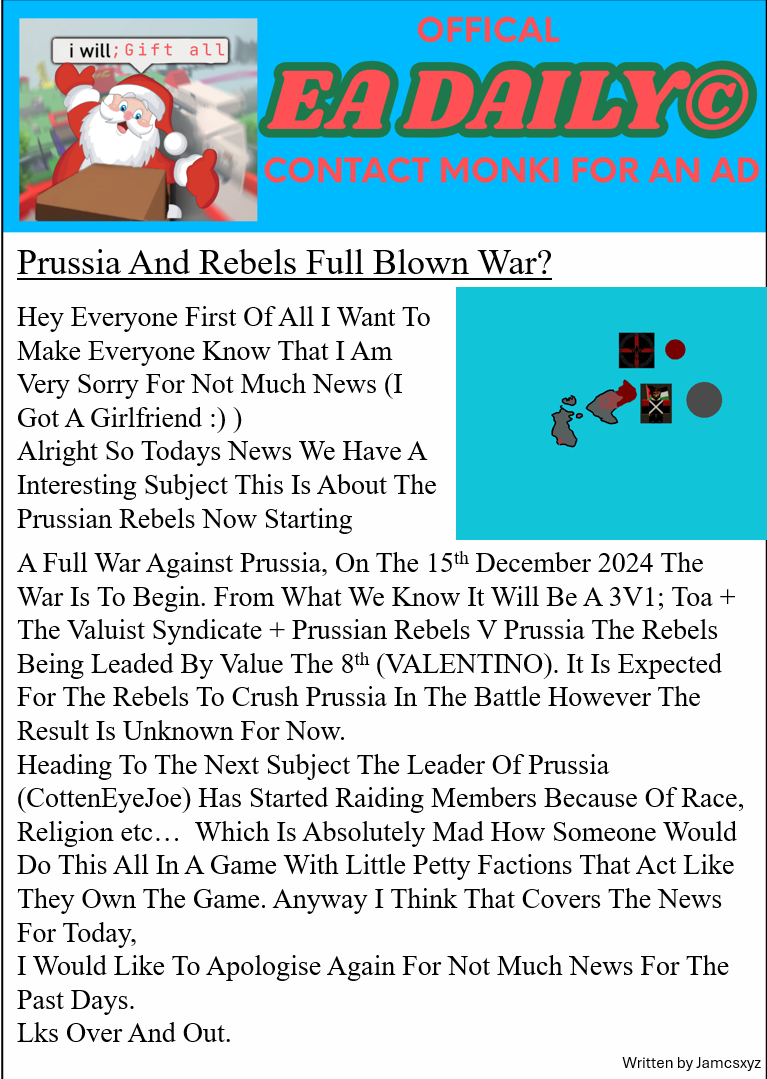 i will;Gift all
OFFICAL
EA DAILY©
CONTACT MONKI FOR AN AD
Prussia And Rebels Full Blown War?
Hey Everyone First Of All I Want To
Make Everyone Know That I Am
Very Sorry For Not Much News (I
Got A Girlfriend :) )
Alright So Todays News We Have A
Interesting Subject This Is About The
Prussian Rebels Now Starting
A Full War Against Prussia, On The 15th December 2024 The
War Is To Begin. From What We Know It Will Be A 3V1; Toa +
The Valuist Syndicate + Prussian Rebels V Prussia The Rebels
Being Leaded By Value The 8th (VALENTINO). It Is Expected
For The Rebels To Crush Prussia In The Battle However The
Result Is Unknown For Now.
Heading To The Next Subject The Leader Of Prussia
(CottenEyeJoe) Has Started Raiding Members Because Of Race,
Religion etc… Which Is Absolutely Mad How Someone Would
Do This All In A Game With Little Petty Factions That Act Like
They Own The Game. Anyway I Think That Covers The News
For Today,
I Would Like To Apologise Again For Not Much News For The
Past Days.
Lks Over And Out.
Written by Jamcsxyz